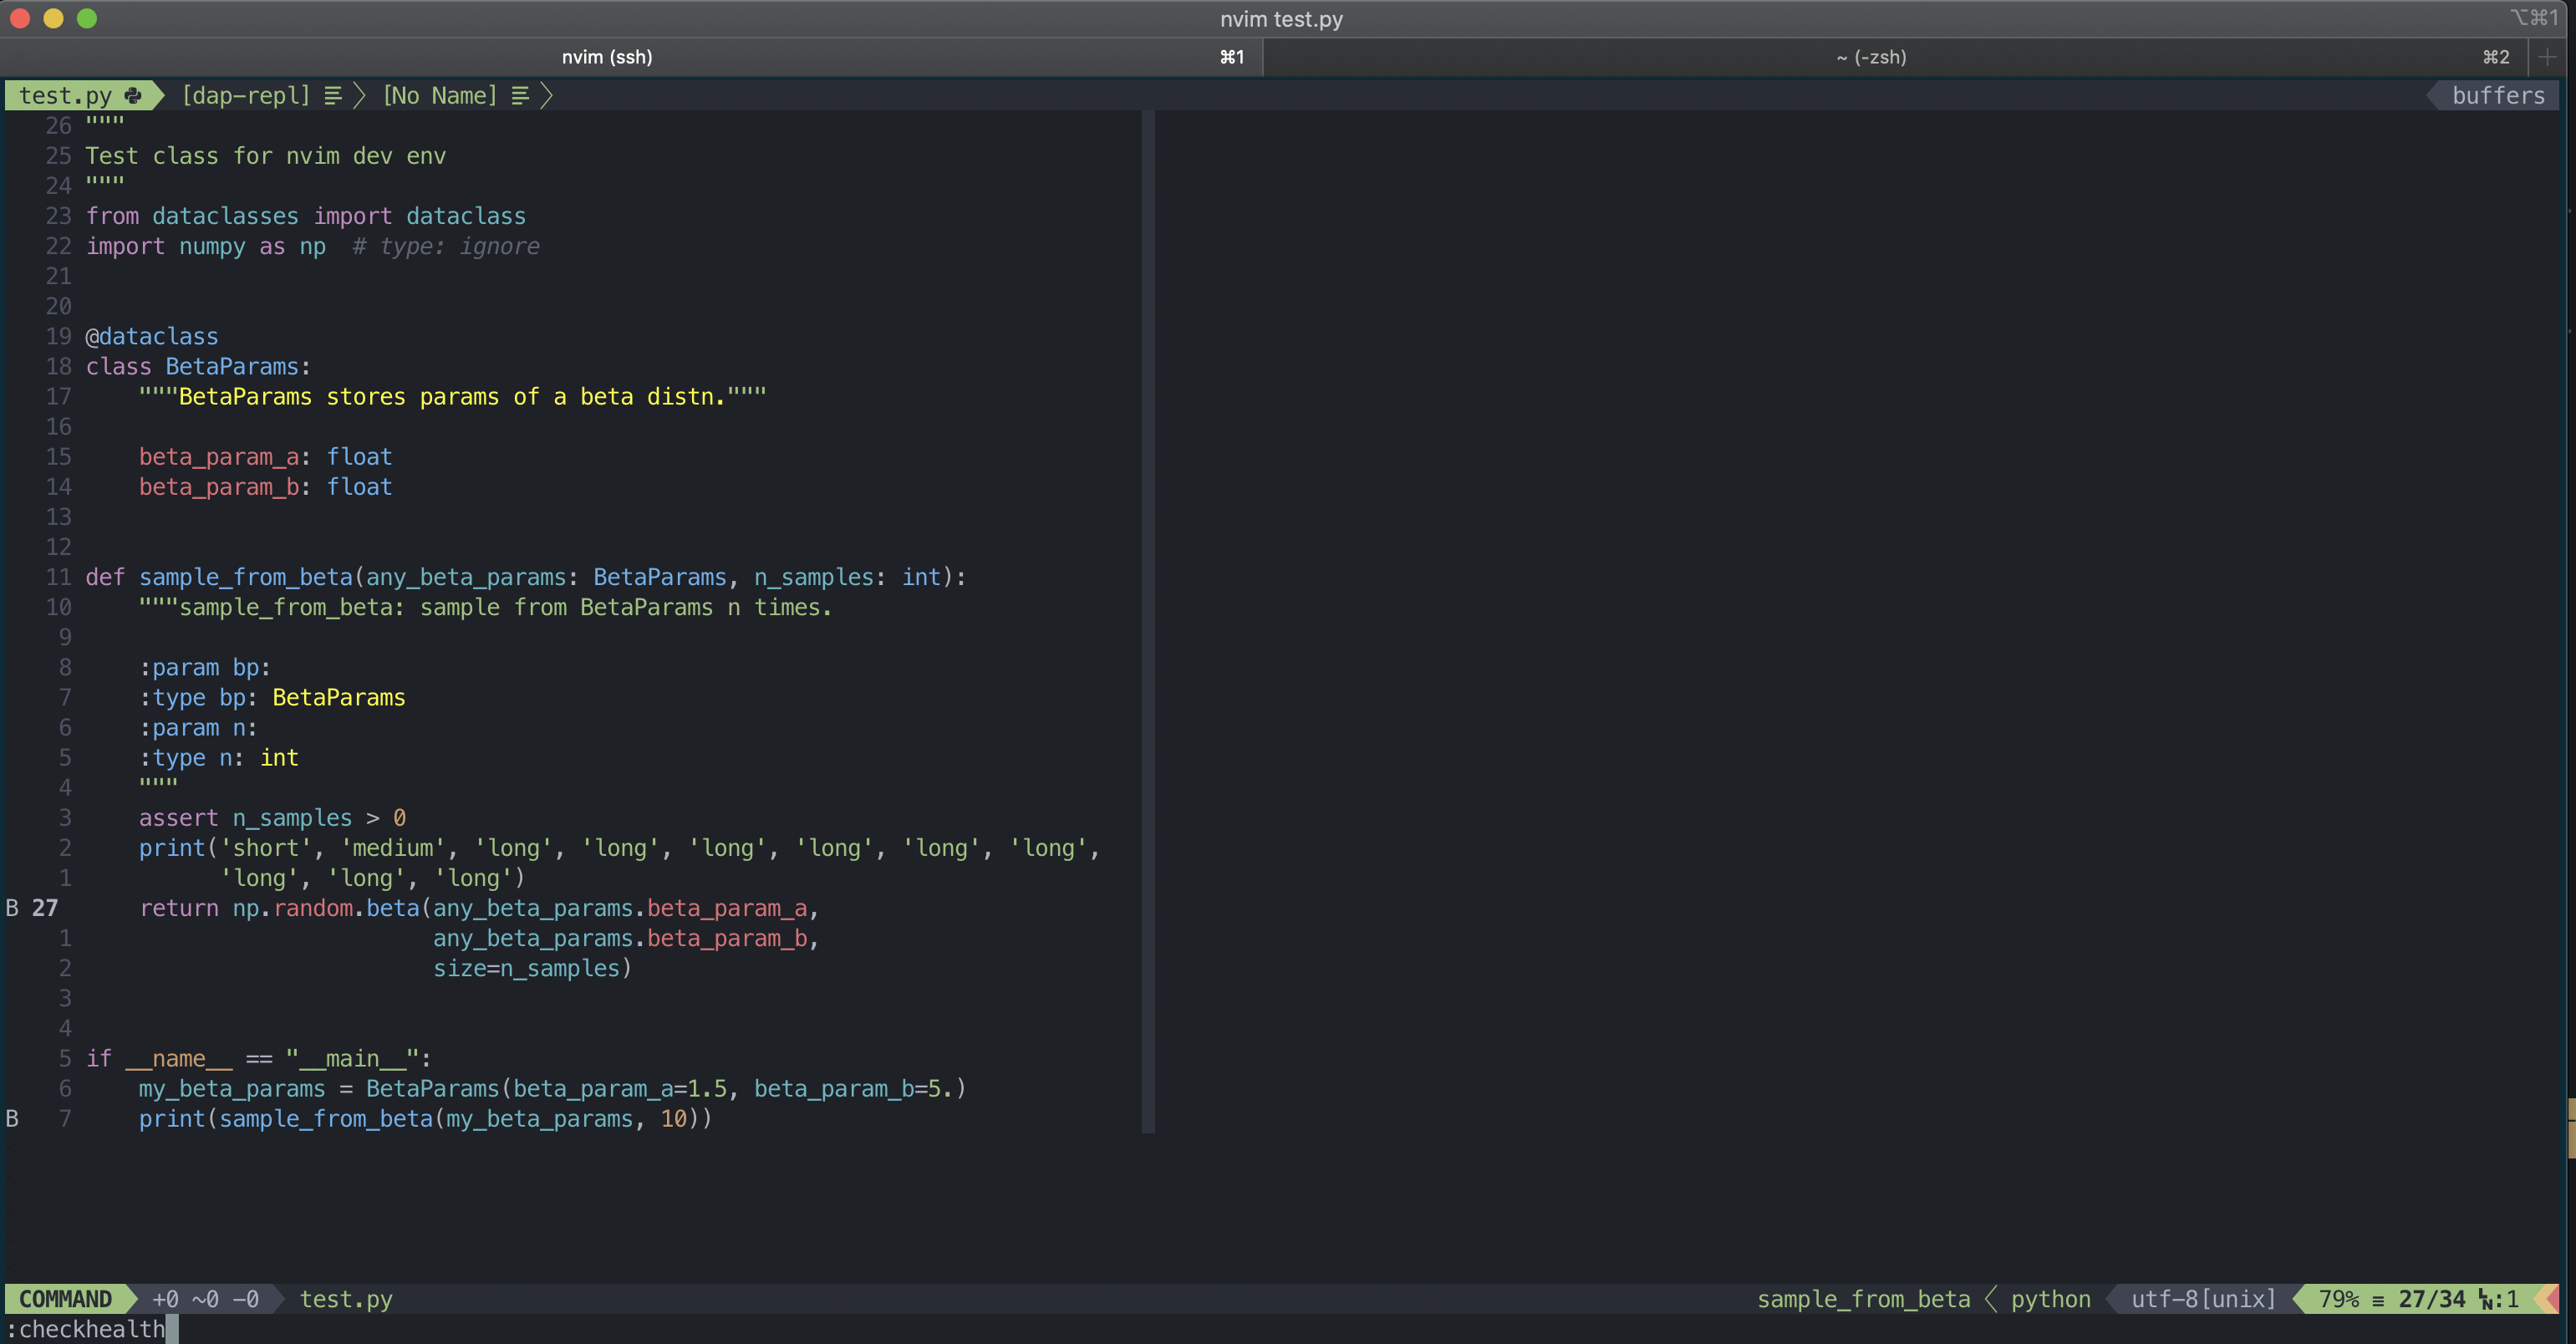 nvim test.py
⌥⌘1
nvim (ssh) ⌘1
~ (-zsh) ⌘2
test.py [dap-repl] [No Name] buffers
26 """
25 Test class for nvim dev env
24 """
23 from dataclasses import dataclass
22 import numpy as np  # type: ignore
21
20
19 @dataclass
18 class BetaParams:
17     """BetaParams stores params of a beta distn."""
16
15     beta_param_a: float
14     beta_param_b: float
13
12
11 def sample_from_beta(any_beta_params: BetaParams, n_samples: int):
10     """sample_from_beta: sample from BetaParams n times.
9
8     :param bp:
7     :type bp: BetaParams
6     :param n:
5     :type n: int
4     """
3     assert n_samples > 0
2     print('short', 'medium', 'long', 'long', 'long', 'long', 'long', 'long',
1           'long', 'long', 'long')
B 27     return np.random.beta(any_beta_params.beta_param_a,
1                           any_beta_params.beta_param_b,
2                           size=n_samples)
3
4
5 if __name__ == "__main__":
6     my_beta_params = BetaParams(beta_param_a=1.5, beta_param_b=5.)
B 7     print(sample_from_beta(my_beta_params, 10))
COMMAND +0 ~0 -0 test.py sample_from_beta python utf-8[unix] 79% ≡ 27/34 ㏑:1
:checkhealth